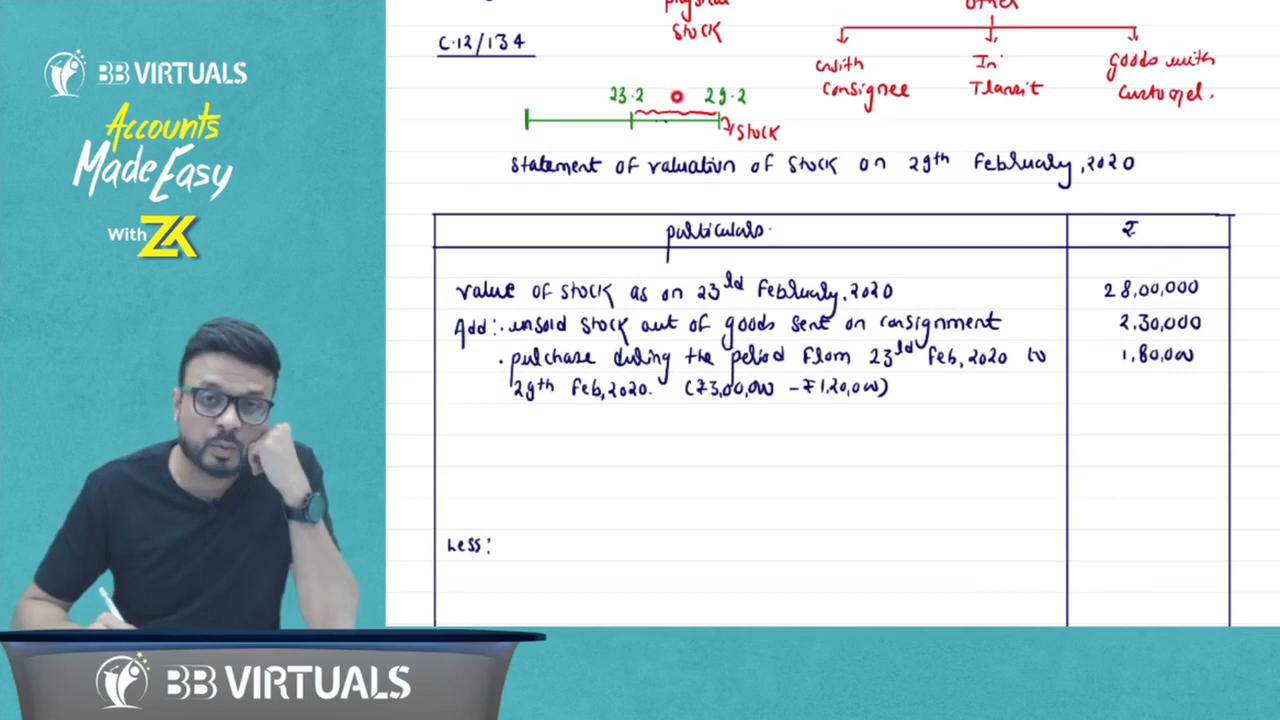 physical
Stock
other
C.12/134
with
Consignee
In
Transit
goods with
Customer.
23.2
29.2
Stock
Statement of valuation of Stock on 29th February, 2020
particulars.
₹
value of stock as on 23rd February, 2020
28,00,000
Add: . unsold stock out of goods sent on consignment
2,30,000
. purchase during the period from 23rd Feb, 2020 to
1,80,000
29th Feb, 2020. (₹3,00,000 - ₹1,20,000)
Less:
BB VIRTUALS
Accounts
Made Easy
With ZK
BB VIRTUALS